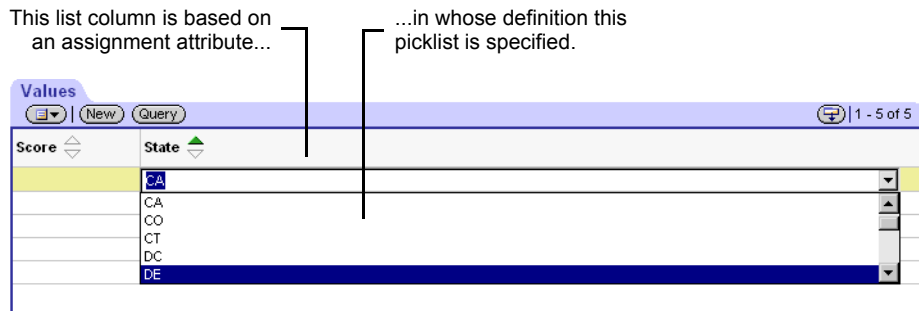 This list column is based on
an assignment attribute...
...in whose definition this
picklist is specified.
Values
New Query 1 - 5 of 5
Score State
CA
CA
CO
CT
DC
DE